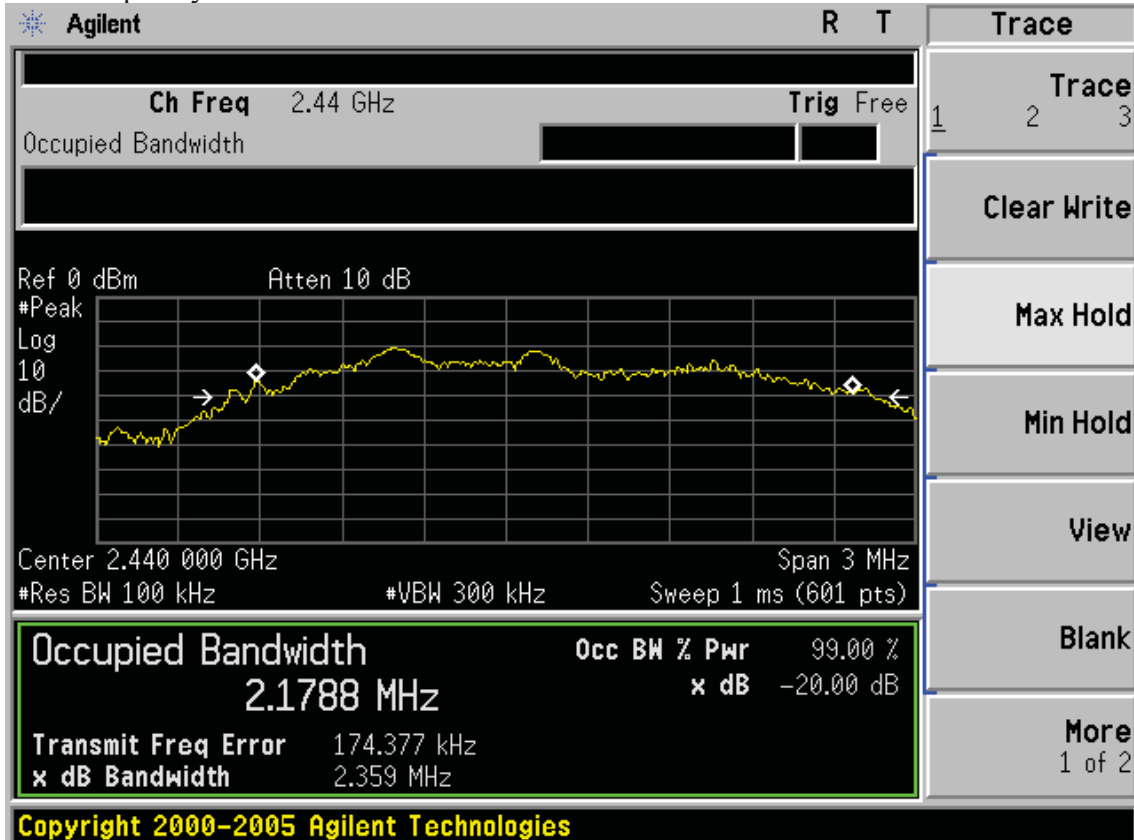 Agilent R T Trace
Ch Freq 2.44 GHz Trig Free
Occupied Bandwidth
Trace
1 2 3
Clear Write
Max Hold
Min Hold
View
Blank
More
1 of 2
Ref 0 dBm Atten 10 dB
#Peak
Log
10
dB/
Center 2.440 000 GHz Span 3 MHz
#Res BW 100 kHz #VBW 300 kHz Sweep 1 ms (601 pts)
Occupied Bandwidth Occ BW % Pwr 99.00 %
2.1788 MHz x dB -20.00 dB
Transmit Freq Error 174.377 kHz
x dB Bandwidth 2.359 MHz
Copyright 2000-2005 Agilent Technologies